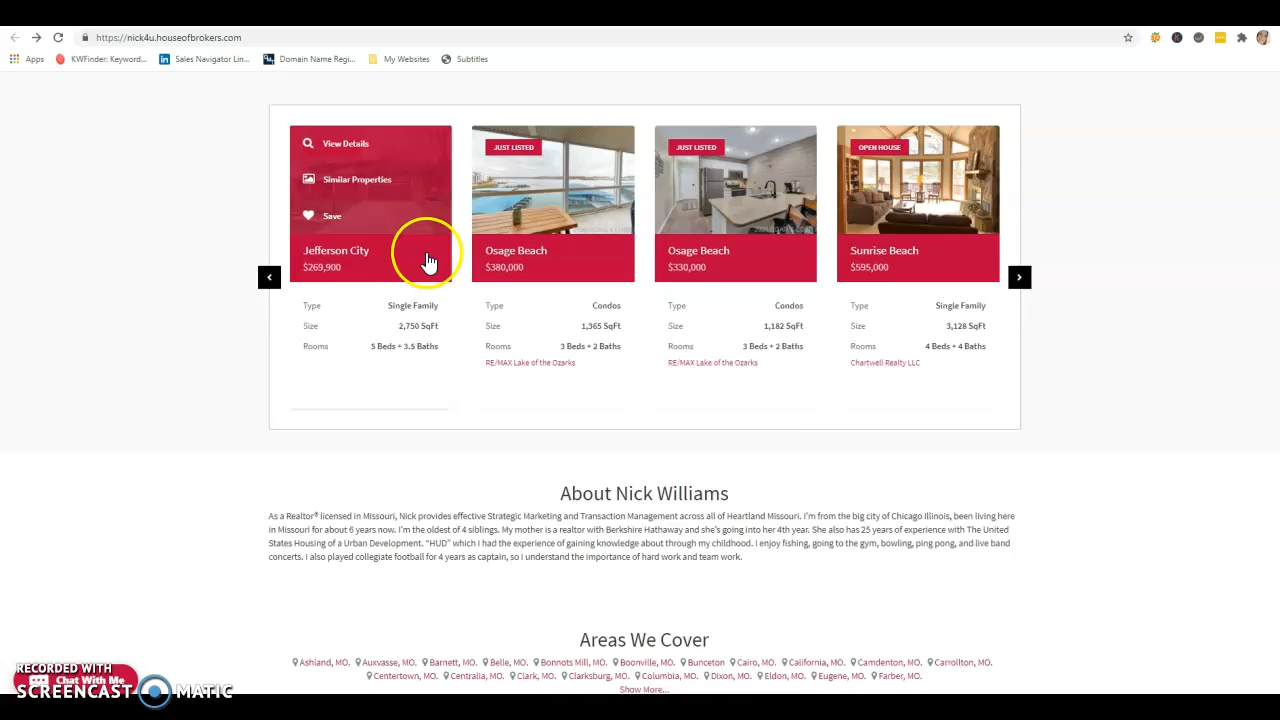 https://nick4u.houseofbrokers.com
Apps KWFinder: Keyword... Sales Navigator Lin... Domain Name Regi... My Websites Subtitles
View Details
Similar Properties
Save
Jefferson City
$269,900
Type Single Family
Size 2,750 SqFt
Rooms 5 Beds + 3.5 Baths
JUST LISTED
Osage Beach
$380,000
Type Condos
Size 1,365 SqFt
Rooms 3 Beds + 2 Baths
RE/MAX Lake of the Ozarks
JUST LISTED
Osage Beach
$330,000
Type Condos
Size 1,182 SqFt
Rooms 3 Beds + 2 Baths
RE/MAX Lake of the Ozarks
OPEN HOUSE
Sunrise Beach
$595,000
Type Single Family
Size 3,128 SqFt
Rooms 4 Beds + 4 Baths
Chartwell Realty LLC
About Nick Williams
As a Realtor® licensed in Missouri, Nick provides effective Strategic Marketing and Transaction Management across all of Heartland Missouri. I'm from the big city of Chicago Illinois, been living here
in Missouri for about 6 years now. I'm the oldest of 4 siblings. My mother is a realtor with Berkshire Hathaway and she's going into her 4th year. She also has 25 years of experience with The United
States Housing of a Urban Development. "HUD" which I had the experience of gaining knowledge about through my childhood. I enjoy fishing, going to the gym, bowling, ping pong, and live band
concerts. I also played collegiate football for 4 years as captain, so i understand the importance of hard work and team work.
Areas We Cover
Ashland, MO. Auxvasse, MO. Barnett, MO. Belle, MO. Bonnots Mill, MO. Boonville, MO. Bunceton Cairo, MO. California, MO. Camdenton, MO. Carrollton, MO.
Centertown, MO. Centralia, MO. Clark, MO. Clarksburg, MO. Columbia, MO. Dixon, MO. Eldon, MO. Eugene, MO. Farber, MO.
Show More...
Chat With Me
RECORDED WITH
SCREENCAST MATIC